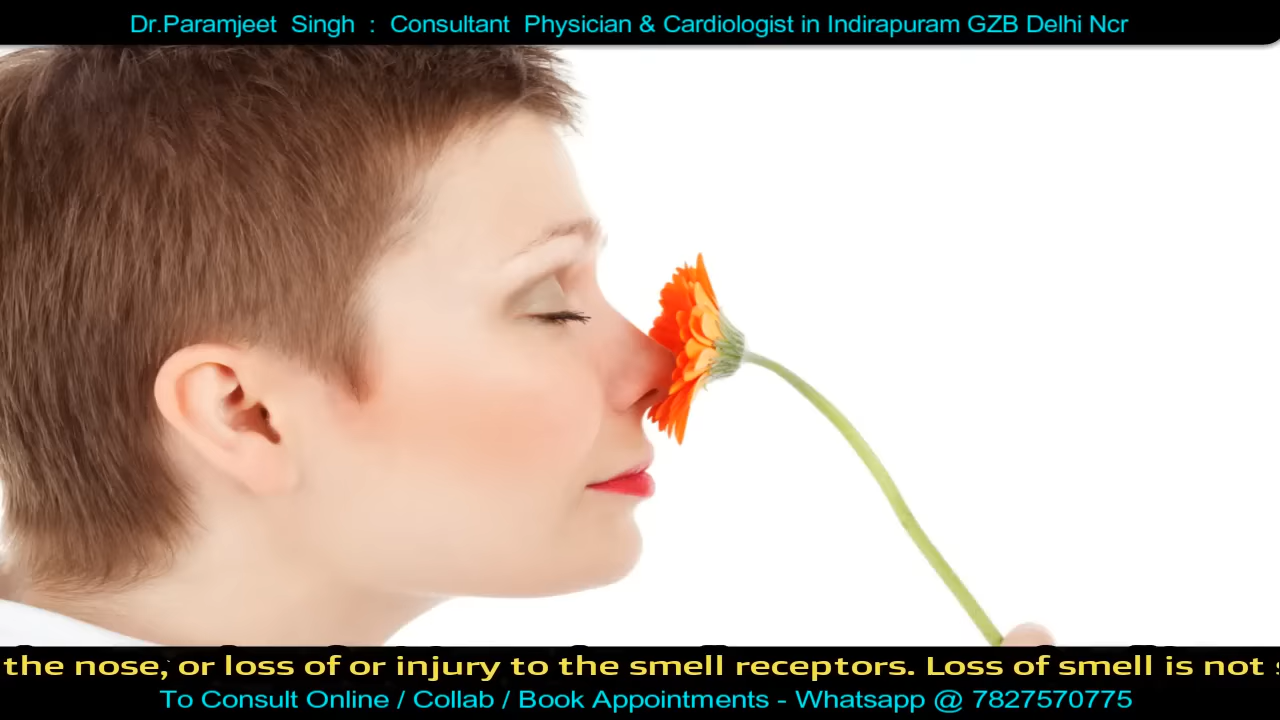 Dr.Paramjeet Singh : Consultant Physician & Cardiologist in Indirapuram GZB Delhi Ncr
the nose, or loss of or injury to the smell receptors. Loss of smell is not
To Consult Online / Collab / Book Appointments - Whatsapp @ 7827570775